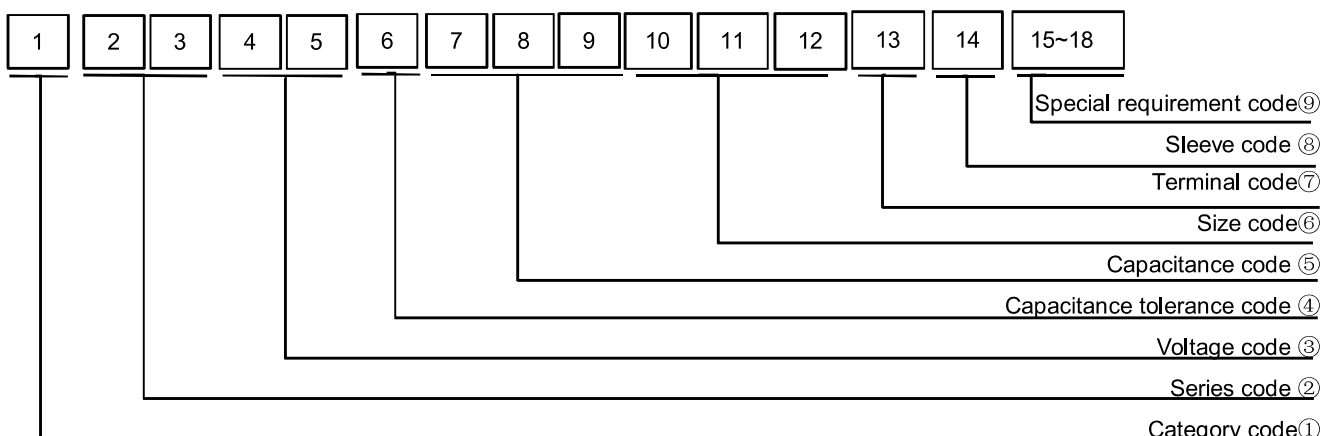 1 2 3 4 5 6 7 8 9 10 11 12 13 14 15~18
Special requirement code⑨
Sleeve code ⑧
Terminal code⑦
Size code⑥
Capacitance code ⑤
Capacitance tolerance code ④
Voltage code ③
Series code ②
Category code①